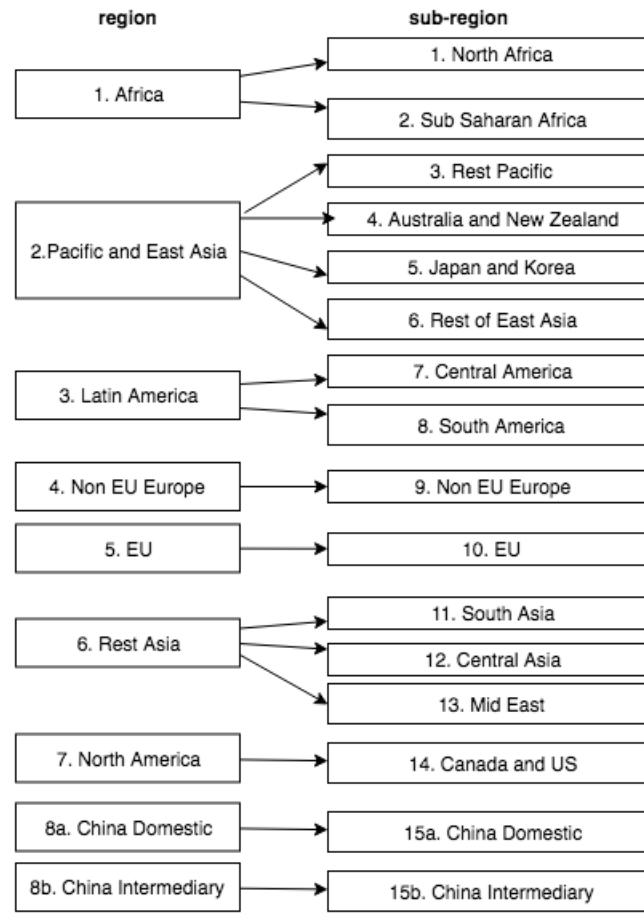 region
sub-region
1. Africa
1. North Africa
2. Sub Saharan Africa
2.Pacific and East Asia
3. Rest Pacific
4. Australia and New Zealand
5. Japan and Korea
6. Rest of East Asia
3. Latin America
7. Central America
8. South America
4. Non EU Europe
9. Non EU Europe
5. EU
10. EU
6. Rest Asia
11. South Asia
12. Central Asia
13. Mid East
7. North America
14. Canada and US
8a. China Domestic
15a. China Domestic
8b. China Intermediary
15b. China Intermediary